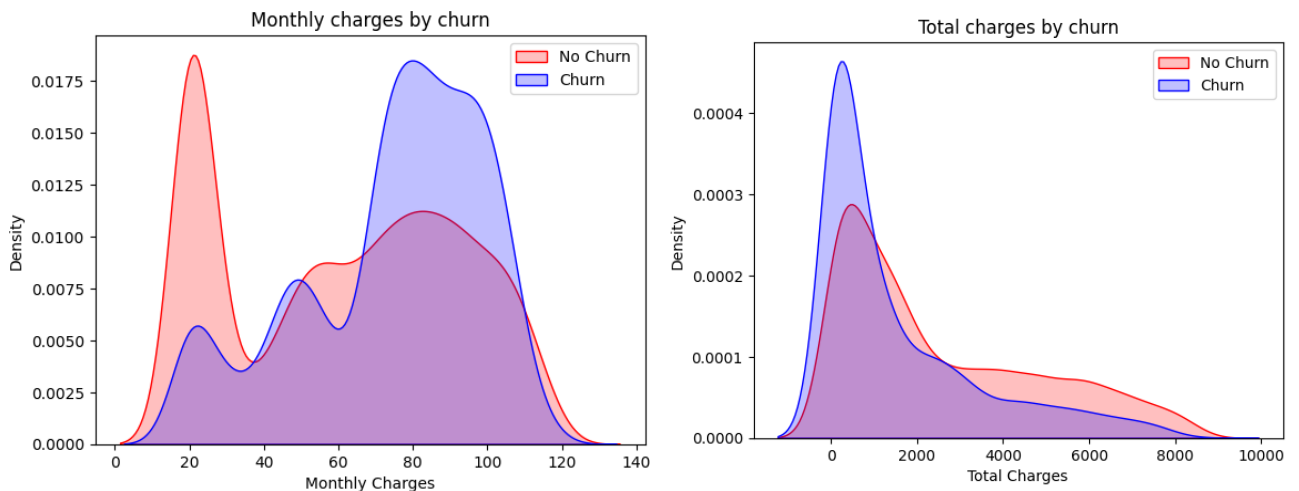 Monthly charges by churn
No Churn
Churn
0.0175
0.0150
0.0125
0.0100
0.0075
0.0050
0.0025
0.0000
Density
0 20 40 60 80 100 120 140
Monthly Charges
Total charges by churn
No Churn
Churn
0.0004
0.0003
0.0002
0.0001
0.0000
Density
0 2000 4000 6000 8000 10000
Total Charges